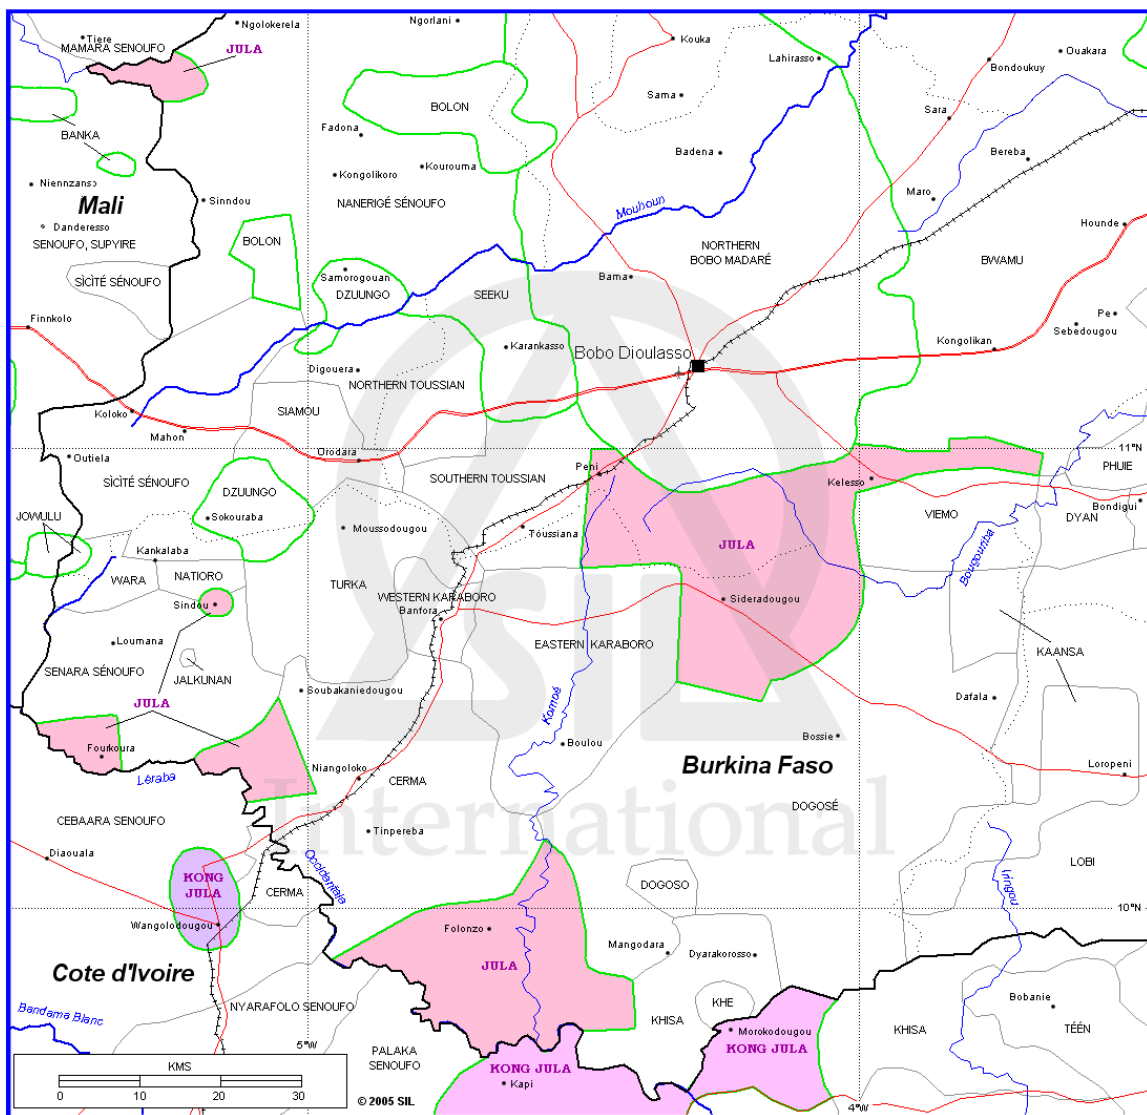 Ngolokerela
Ngorlani
Tiere
MAMARA SENOUFO
JULA
Kouka
Lahirasso
Ouakara
Bondoukuy
BANKA
BOLON
Sama
Sara
Fadona
Badena
Bereba
Niennzanso
Kongolikoro
Kourouma
Mali
Sinndou
NANERIGÉ SÉNOUFO
Maro
Mouhoun
Danderesso
SENOUFO, SUPYIRE
BOLON
NORTHERN
BOBO MADARÉ
Hounde
SÌCÌTÉ SÉNOUFO
Samorogouan
DZUUNGO
SEEKU
Bama
BWAMU
Finnkolo
Karankasso
Bobo Dioulasso
Pe
Sebedougou
Kongolikan
Digouera
NORTHERN TOUSSIAN
Koloko
SIAMOU
Mahon
Outiela
Orodara
11°N
SÌCÌTÉ SÉNOUFO
DZUUNGO
SOUTHERN TOUSSIAN
Peni
Kelesso
PHUIE
Bondigui
JOWULU
Sokouraba
Moussodougou
Toussiana
JULA
VIEMO
DYAN
Kankalaba
Bougouriba
WARA
NATIORO
TURKA
WESTERN KARABORO
Banfora
Sindou
Sideradougou
Loumana
EASTERN KARABORO
KAANSA
SENARA SÉNOUFO
JALKUNAN
Soubakaniedougou
Dafala
JULA
Komoé
Fourkoura
Boulou
Bossie
Léraba
Niangoloko
CERMA
Burkina Faso
Loropeni
SIL
International
CEBAARA SENOUFO
Tinpereba
DOGOSÉ
Diaouala
Occidentale
LOBI
KONG
JULA
CERMA
DOGOSO
Iringou
Wangolodougou
Folonzo
10°N
Mangodara
Dyarakorosso
JULA
Cote d'Ivoire
NYARAFOLO SENOUFO
KHE
Bobanie
Bandama Blanc
KHISA
Morokodougou
KHISA
TÉÉN
5°W
PALAKA
SENOUFO
KONG JULA
KONG JULA
Kapi
KMS
0 10 20 30
© 2005 SIL
4°W